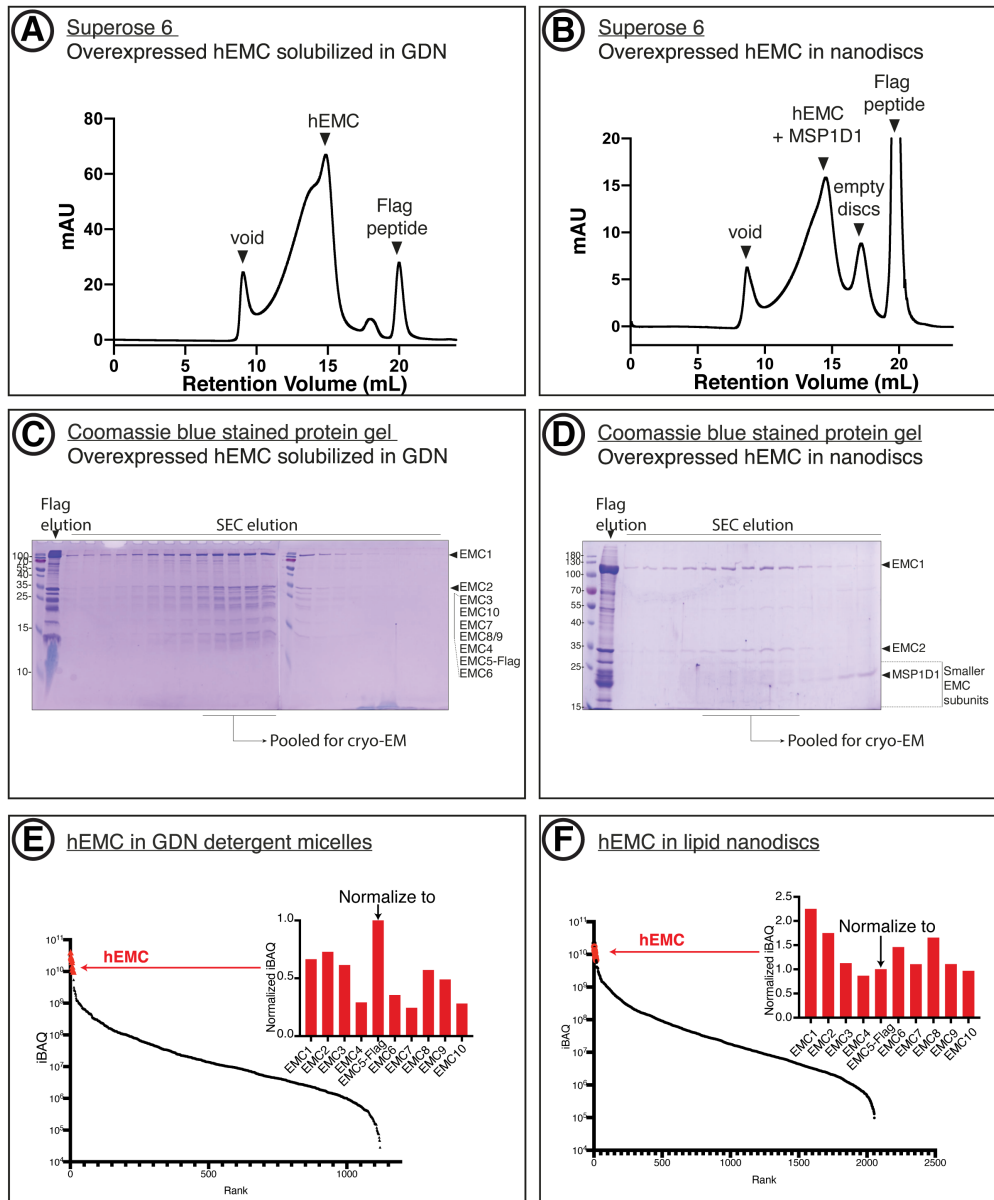 A
Superose 6
Overexpressed hEMC solubilized in GDN
80
60
40
20
0
mAU
void
hEMC
Flag
peptide
0 5 10 15 20
Retention Volume (mL)
B
Superose 6
Overexpressed hEMC in nanodiscs
20
15
10
5
0
mAU
void
hEMC
+ MSP1D1
empty
discs
Flag
peptide
0 5 10 15 20
Retention Volume (mL)
C
Coomassie blue stained protein gel
Overexpressed hEMC solubilized in GDN
Flag
elution
SEC elution
100
70
55
40
35
25
15
10
EMC1
EMC2
EMC3
EMC10
EMC7
EMC8/9
EMC4
EMC5-Flag
EMC6
Pooled for cryo-EM
D
Coomassie blue stained protein gel
Overexpressed hEMC in nanodiscs
Flag
elution
SEC elution
180
130
100
70
55
40
35
25
15
EMC1
EMC2
MSP1D1
Smaller
EMC
subunits
Pooled for cryo-EM
E
hEMC in GDN detergent micelles
iBAQ
10¹¹
10¹⁰
10⁹
10⁸
10⁷
10⁶
10⁵
10⁴
0 500 1000
Rank
hEMC
Normalize to
Normalized iBAQ
1.0
0.5
0.0
EMC1
EMC2
EMC3
EMC4
EMC5-Flag
EMC6
EMC7
EMC8
EMC9
EMC10
F
hEMC in lipid nanodiscs
iBAQ
10¹¹
10¹⁰
10⁹
10⁸
10⁷
10⁶
10⁵
10⁴
0 500 1000 1500 2000 2500
Rank
hEMC
Normalize to
Normalized iBAQ
2.5
2.0
1.5
1.0
0.5
0.0
EMC1
EMC2
EMC3
EMC4
EMC5-Flag
EMC6
EMC7
EMC8
EMC9
EMC10